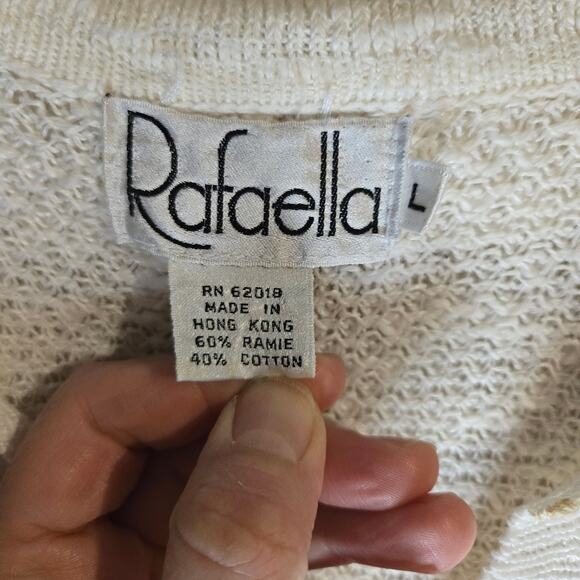 Rafaella
L
RN 62018
MADE IN
HONG KONG
60% RAMIE
40% COTTON